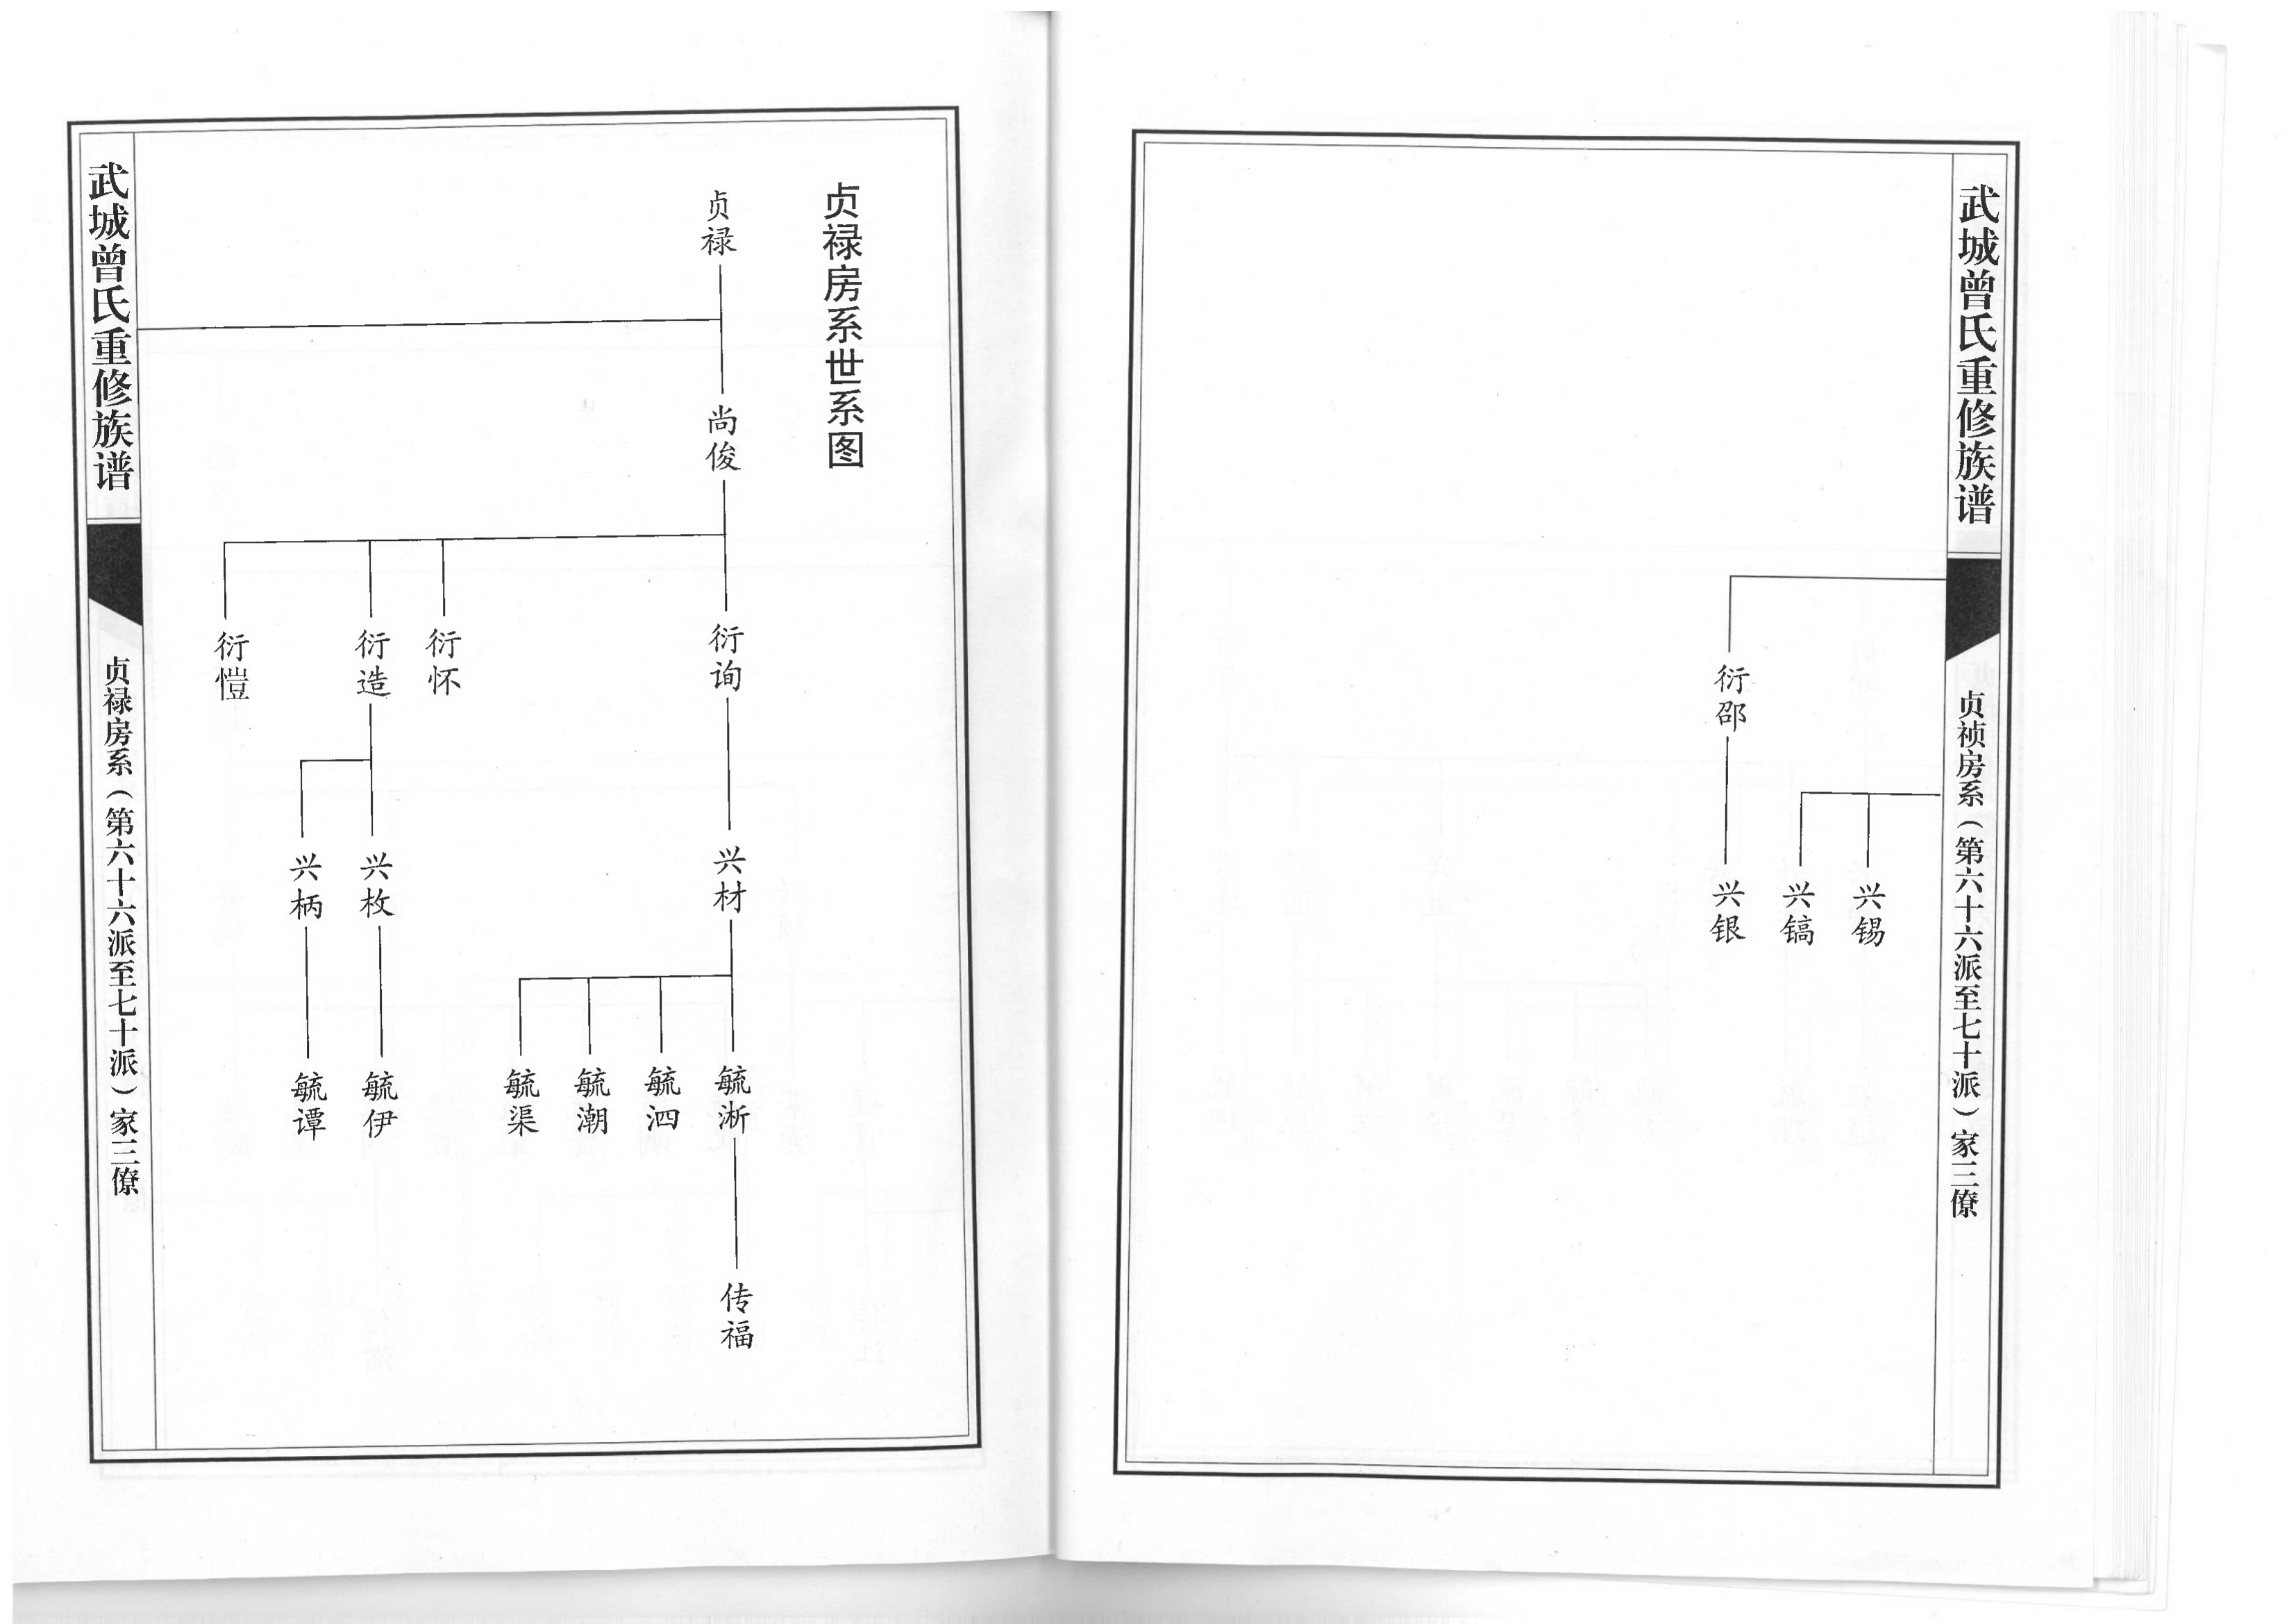 武城曾氏重修族谱
贞祯房系（第六十六派至七十派）家三僚
衍邵
兴锡
兴镐
兴银
贞禄房系世系图
贞禄
尚俊
衍询
衍怀
衍造
衍恺
兴材
兴枚
兴柄
毓淅
毓泗
毓潮
毓渠
毓伊
毓谭
传福
武城曾氏重修族谱
贞禄房系（第六十六派至七十派）家三僚